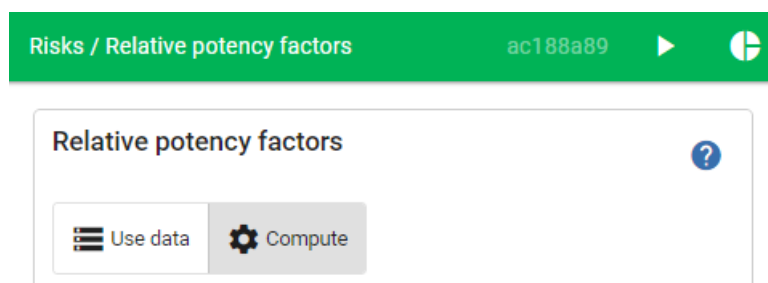 Risks / Relative potency factors ac188a89
Relative potency factors
?
Use data Compute